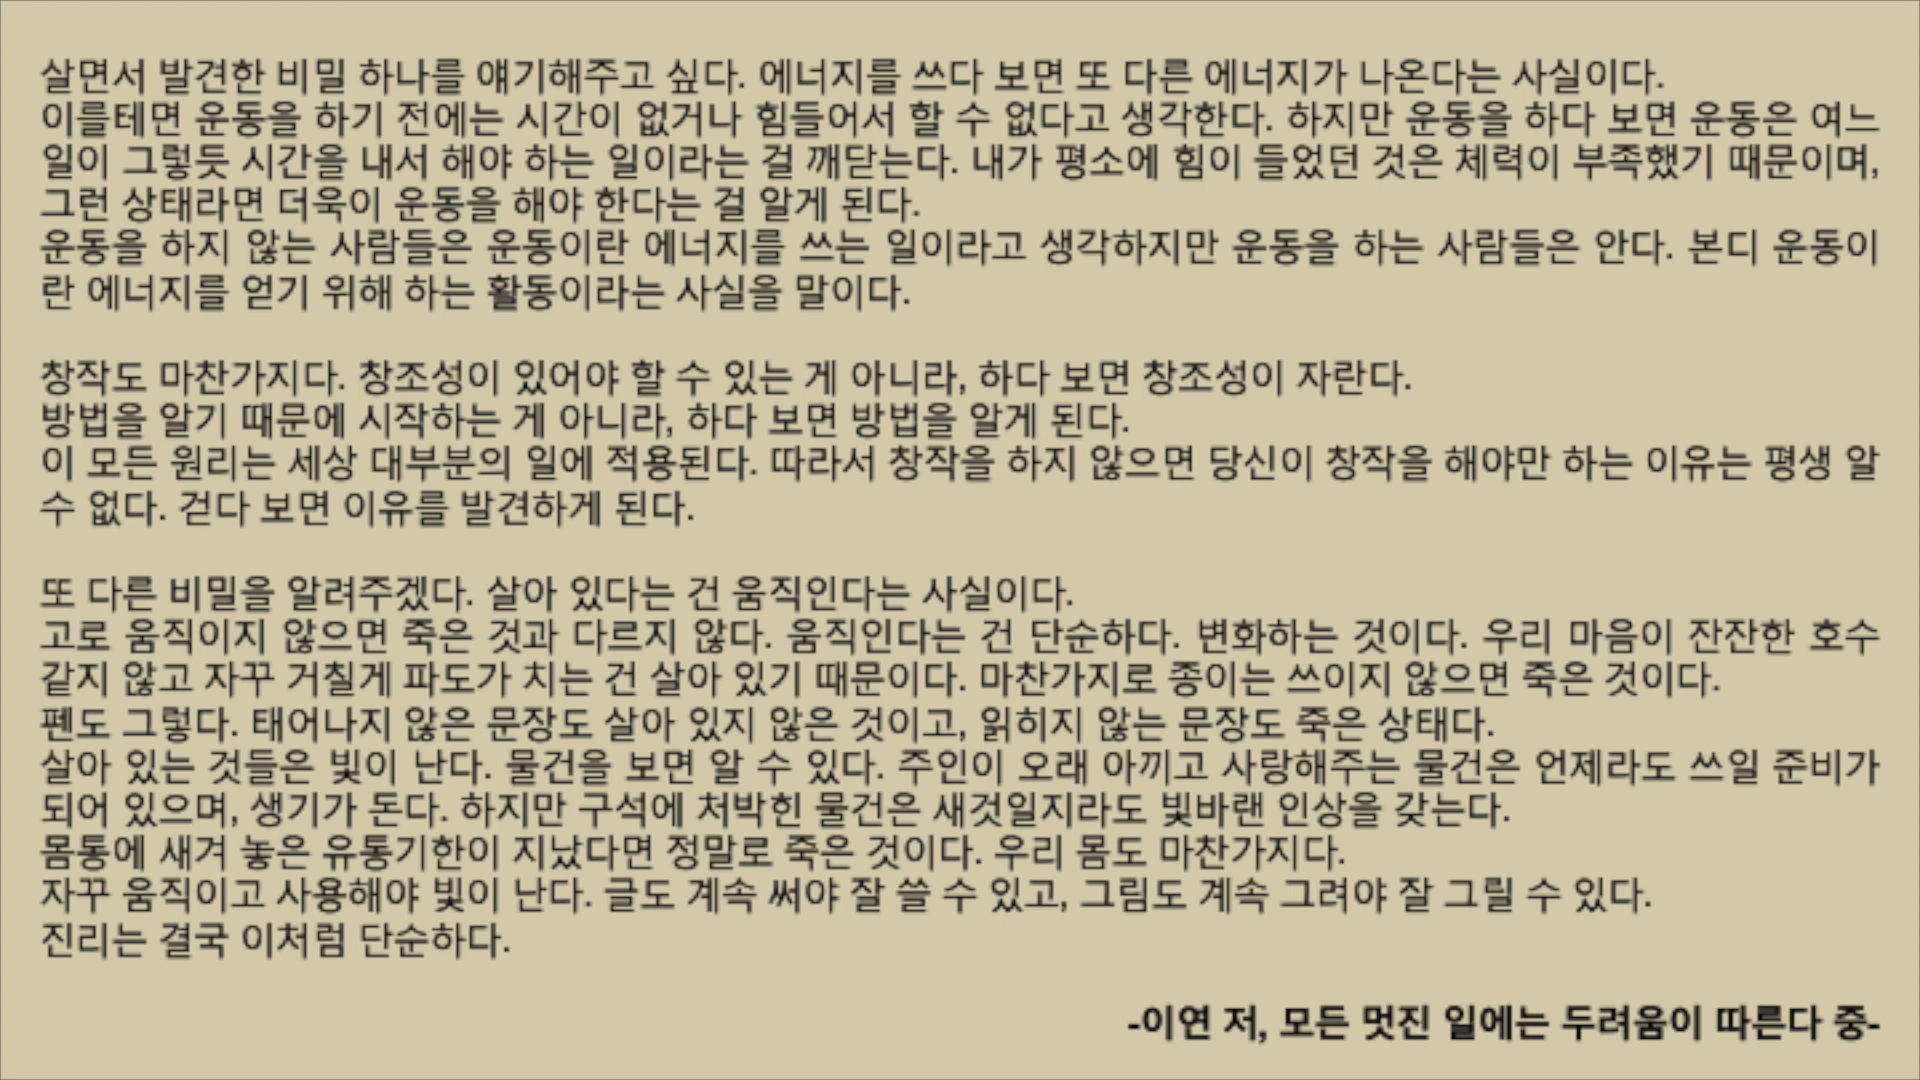 살면서 발견한 비밀 하나를 얘기해주고 싶다. 에너지를 쓰다 보면 또 다른 에너지가 나온다는 사실이다.
이를테면 운동을 하기 전에는 시간이 없거나 힘들어서 할 수 없다고 생각한다. 하지만 운동을 하다 보면 운동은 여느
일이 그렇듯 시간을 내서 해야 하는 일이라는 걸 깨닫는다. 내가 평소에 힘이 들었던 것은 체력이 부족했기 때문이며,
그런 상태라면 더욱이 운동을 해야 한다는 걸 알게 된다.
운동을 하지 않는 사람들은 운동이란 에너지를 쓰는 일이라고 생각하지만 운동을 하는 사람들은 안다. 본디 운동이
란 에너지를 얻기 위해 하는 활동이라는 사실을 말이다.
창작도 마찬가지다. 창조성이 있어야 할 수 있는 게 아니라, 하다 보면 창조성이 자란다.
방법을 알기 때문에 시작하는 게 아니라, 하다 보면 방법을 알게 된다.
이 모든 원리는 세상 대부분의 일에 적용된다. 따라서 창작을 하지 않으면 당신이 창작을 해야만 하는 이유는 평생 알
수 없다. 걷다 보면 이유를 발견하게 된다.
또 다른 비밀을 알려주겠다. 살아 있다는 건 움직인다는 사실이다.
고로 움직이지 않으면 죽은 것과 다르지 않다. 움직인다는 건 단순하다. 변화하는 것이다. 우리 마음이 잔잔한 호수
같지 않고 자꾸 거칠게 파도가 치는 건 살아 있기 때문이다. 마찬가지로 종이는 쓰이지 않으면 죽은 것이다.
펜도 그렇다. 태어나지 않은 문장도 살아 있지 않은 것이고, 읽히지 않는 문장도 죽은 상태다.
살아 있는 것들은 빛이 난다. 물건을 보면 알 수 있다. 주인이 오래 아끼고 사랑해주는 물건은 언제라도 쓰일 준비가
되어 있으며, 생기가 돈다. 하지만 구석에 처박힌 물건은 새것일지라도 빛바랜 인상을 갖는다.
몸통에 새겨 놓은 유통기한이 지났다면 정말로 죽은 것이다. 우리 몸도 마찬가지다.
자꾸 움직이고 사용해야 빛이 난다. 글도 계속 써야 잘 쓸 수 있고, 그림도 계속 그려야 잘 그릴 수 있다.
진리는 결국 이처럼 단순하다.
-이연 저, 모든 멋진 일에는 두려움이 따른다 중-